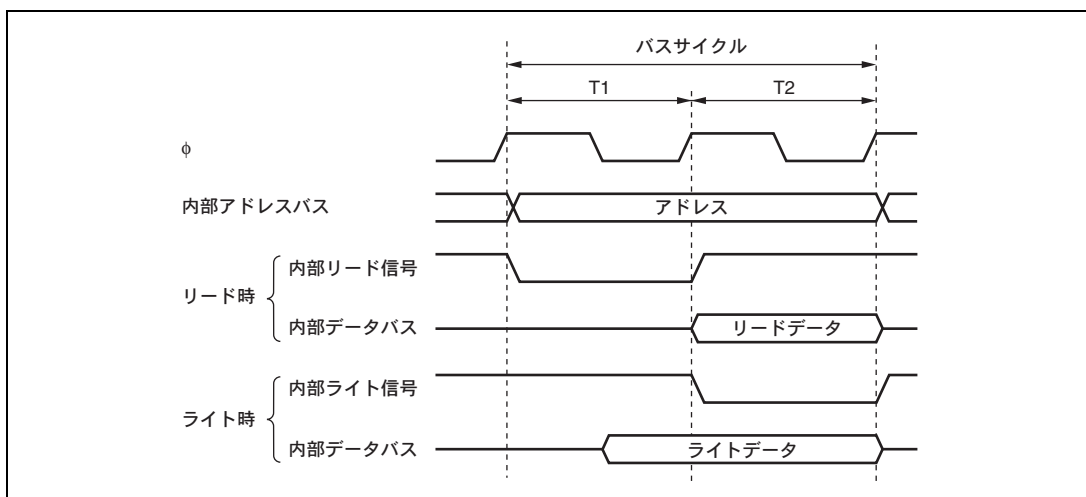 バスサイクル
T1 T2
φ
内部アドレスバス アドレス
内部リード信号
リード時
内部データバス リードデータ
内部ライト信号
ライト時
内部データバス ライトデータ